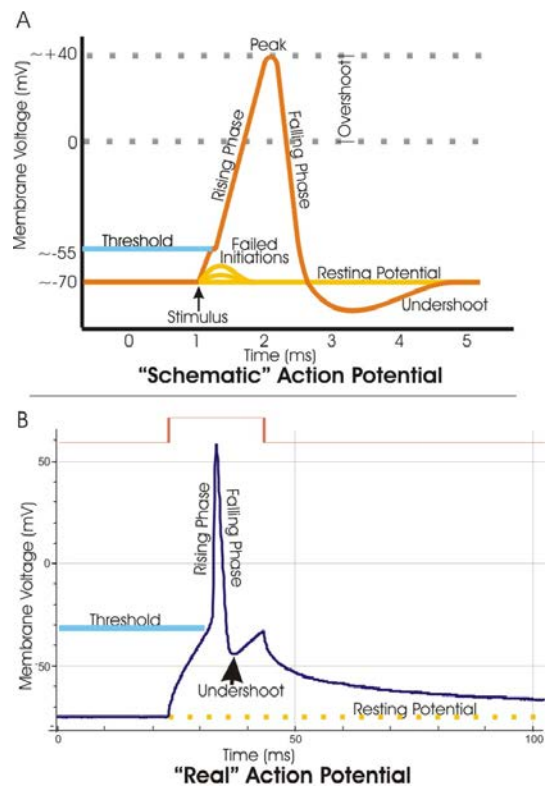 A
~+40
Peak
Overshoot
Membrane Voltage (mV)
0
Rising Phase
Falling Phase
Threshold
Failed
Initiations
~-55
~-70
Resting Potential
Stimulus
Undershoot
0 1 2 3 4 5
Time (ms)
"Schematic" Action Potential
B
50
Membrane Voltage (mV)
Rising Phase
Falling Phase
0
Threshold
-50
Undershoot
Resting Potential
0 50 100
Time (ms)
"Real" Action Potential